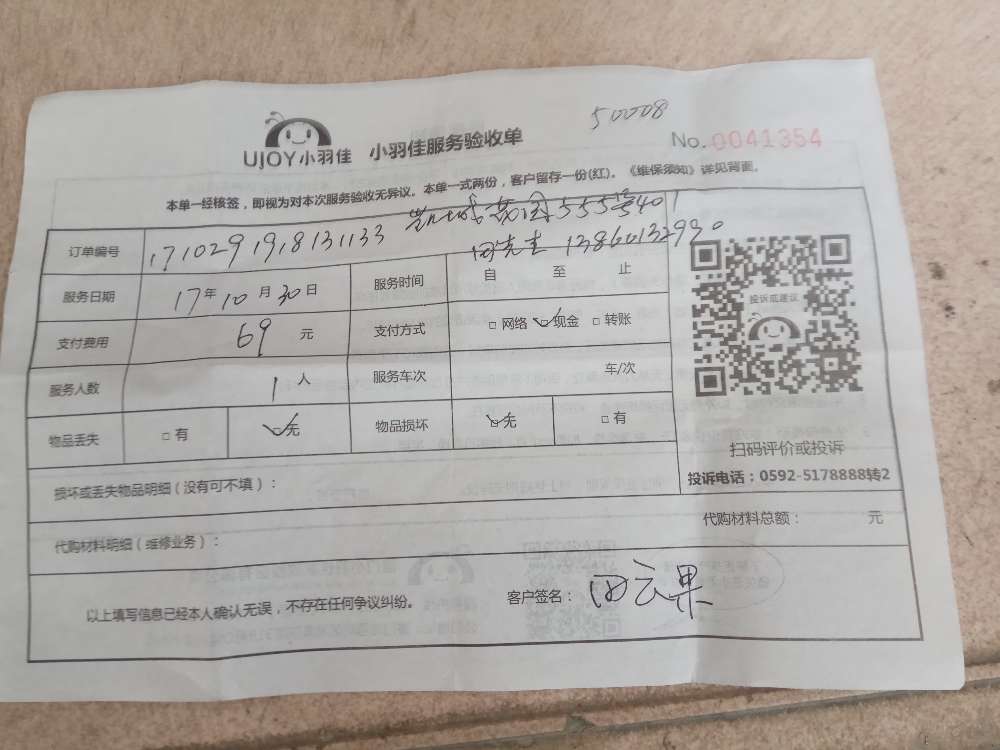 50008
UJOY小羽佳 小羽佳服务验收单
No.0041354
本单一经核签，即视为对本次服务验收无异议。本单一式两份，客户留存一份(红)。《维保须知》详见背面。
555号401
订单编号 1710291918131133
田先生 13860132930
服务日期 17年10月30日 服务时间 自 至 止
支付费用 69元 支付方式 □网络 □现金 □转账
服务人数 1人 服务车次 车/次
物品丢失 □有 □无 物品损坏 □无 □有
投诉或建议
扫码评价或投诉
投诉电话：0592-5178888转2
损坏或丢失物品明细（没有可不填）：
代购材料明细（维修业务）： 代购材料总额： 元
以上填写信息已经本人确认无误，不存在任何争议纠纷。 客户签名：田云果